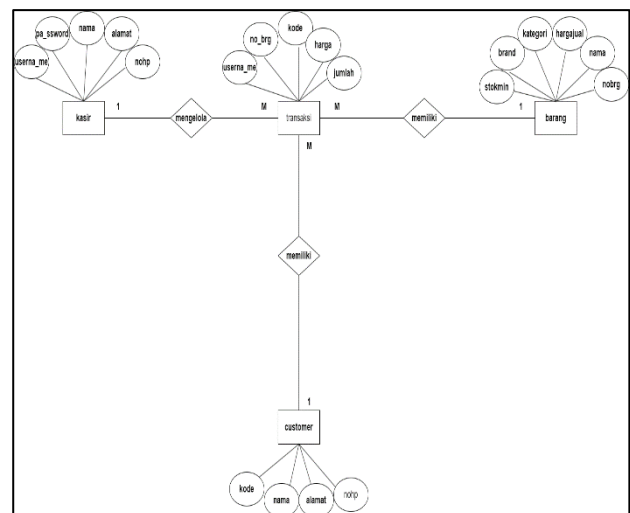 pa_ssword
nama
alamat
userna_me
nohp
kasir
1
mengelola
M
no_brg
kode
harga
userna_me
jumlah
transaksi
M
M
memiliki
1
brand
kategori
hargajual
nama
stokmin
nobrg
barang
memiliki
1
customer
kode
nama
alamat
nohp